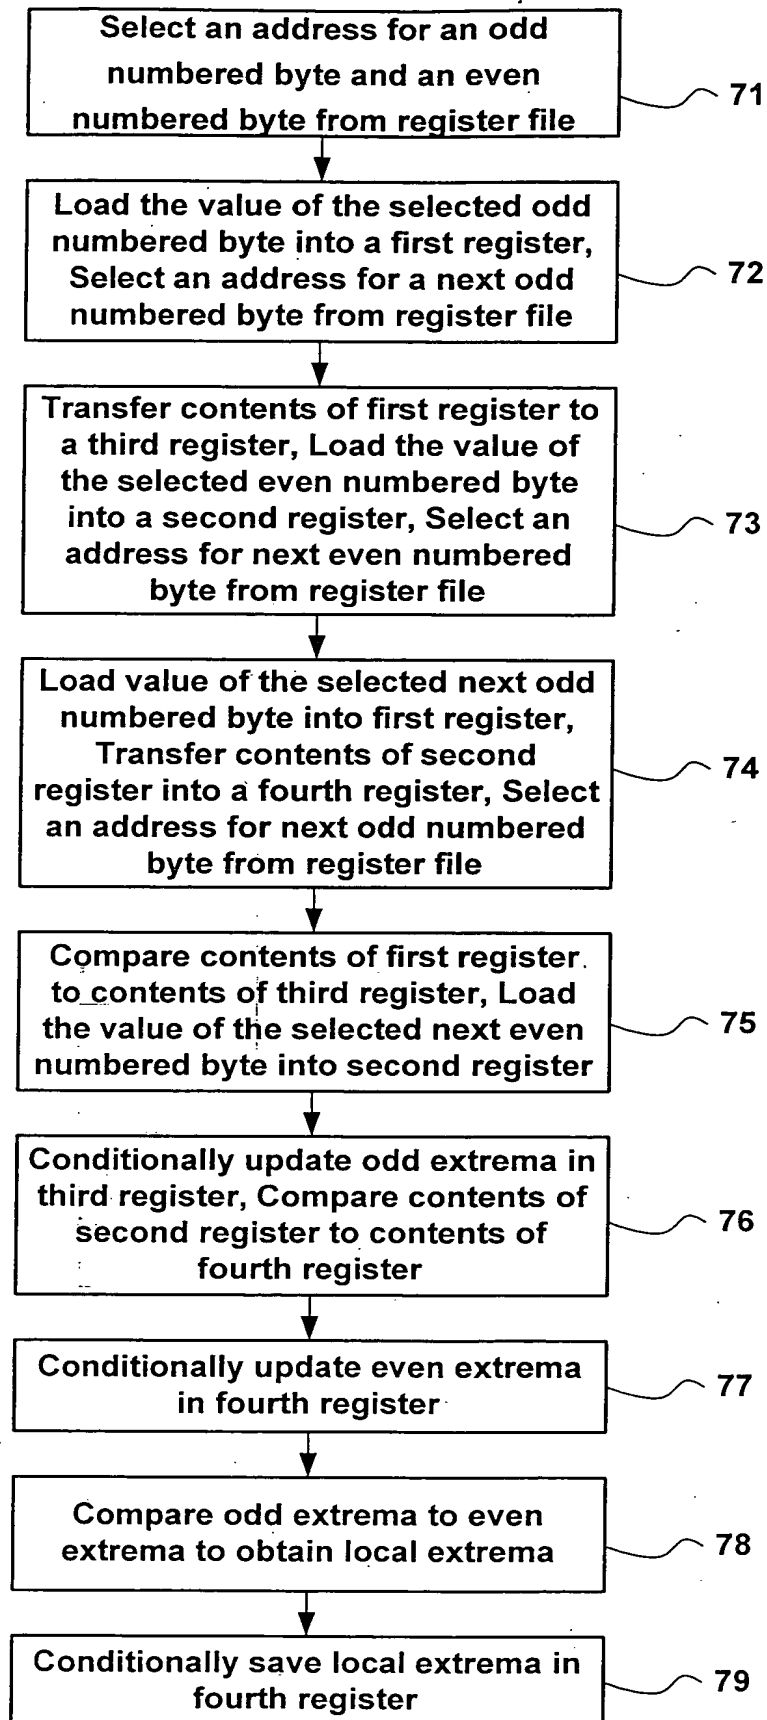 Select an address for an odd
numbered byte and an even
numbered byte from register file
71
Load the value of the selected odd
numbered byte into a first register,
Select an address for a next odd
numbered byte from register file
72
Transfer contents of first register to
a third register, Load the value of
the selected even numbered byte
into a second register, Select an
address for next even numbered
byte from register file
73
Load value of the selected next odd
numbered byte into first register,
Transfer contents of second
register into a fourth register, Select
an address for next odd numbered
byte from register file
74
Compare contents of first register
to contents of third register, Load
the value of the selected next even
numbered byte into second register
75
Conditionally update odd extrema in
third register, Compare contents of
second register to contents of
fourth register
76
Conditionally update even extrema
in fourth register
77
Compare odd extrema to even
extrema to obtain local extrema
78
Conditionally save local extrema in
fourth register
79